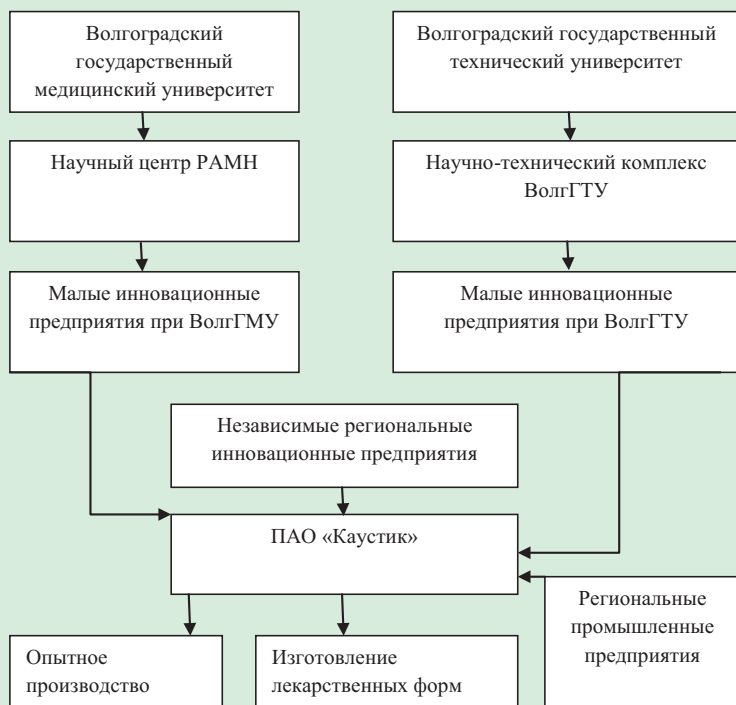 Волгоградский
государственный
медицинский университет
Волгоградский государственный
технический университет
Научный центр РАМН
Научно-технический комплекс
ВолгГТУ
Малые инновационные
предприятия при ВолгГМУ
Малые инновационные
предприятия при ВолгГТУ
Независимые региональные
инновационные предприятия
ПАО «Каустик»
Региональные
промышленные
предприятия
Опытное
производство
Изготовление
лекарственных форм